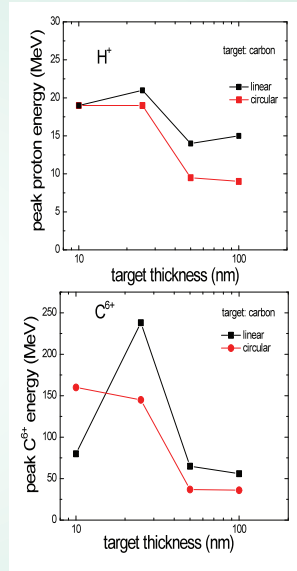 30
25
20
15
10
5
0
peak proton energy (MeV)
H+
target: carbon
linear
circular
10
100
target thickness (nm)
250
200
150
100
50
0
peak C6+ energy (MeV)
C6+
target: carbon
linear
circular
10
100
target thickness (nm)